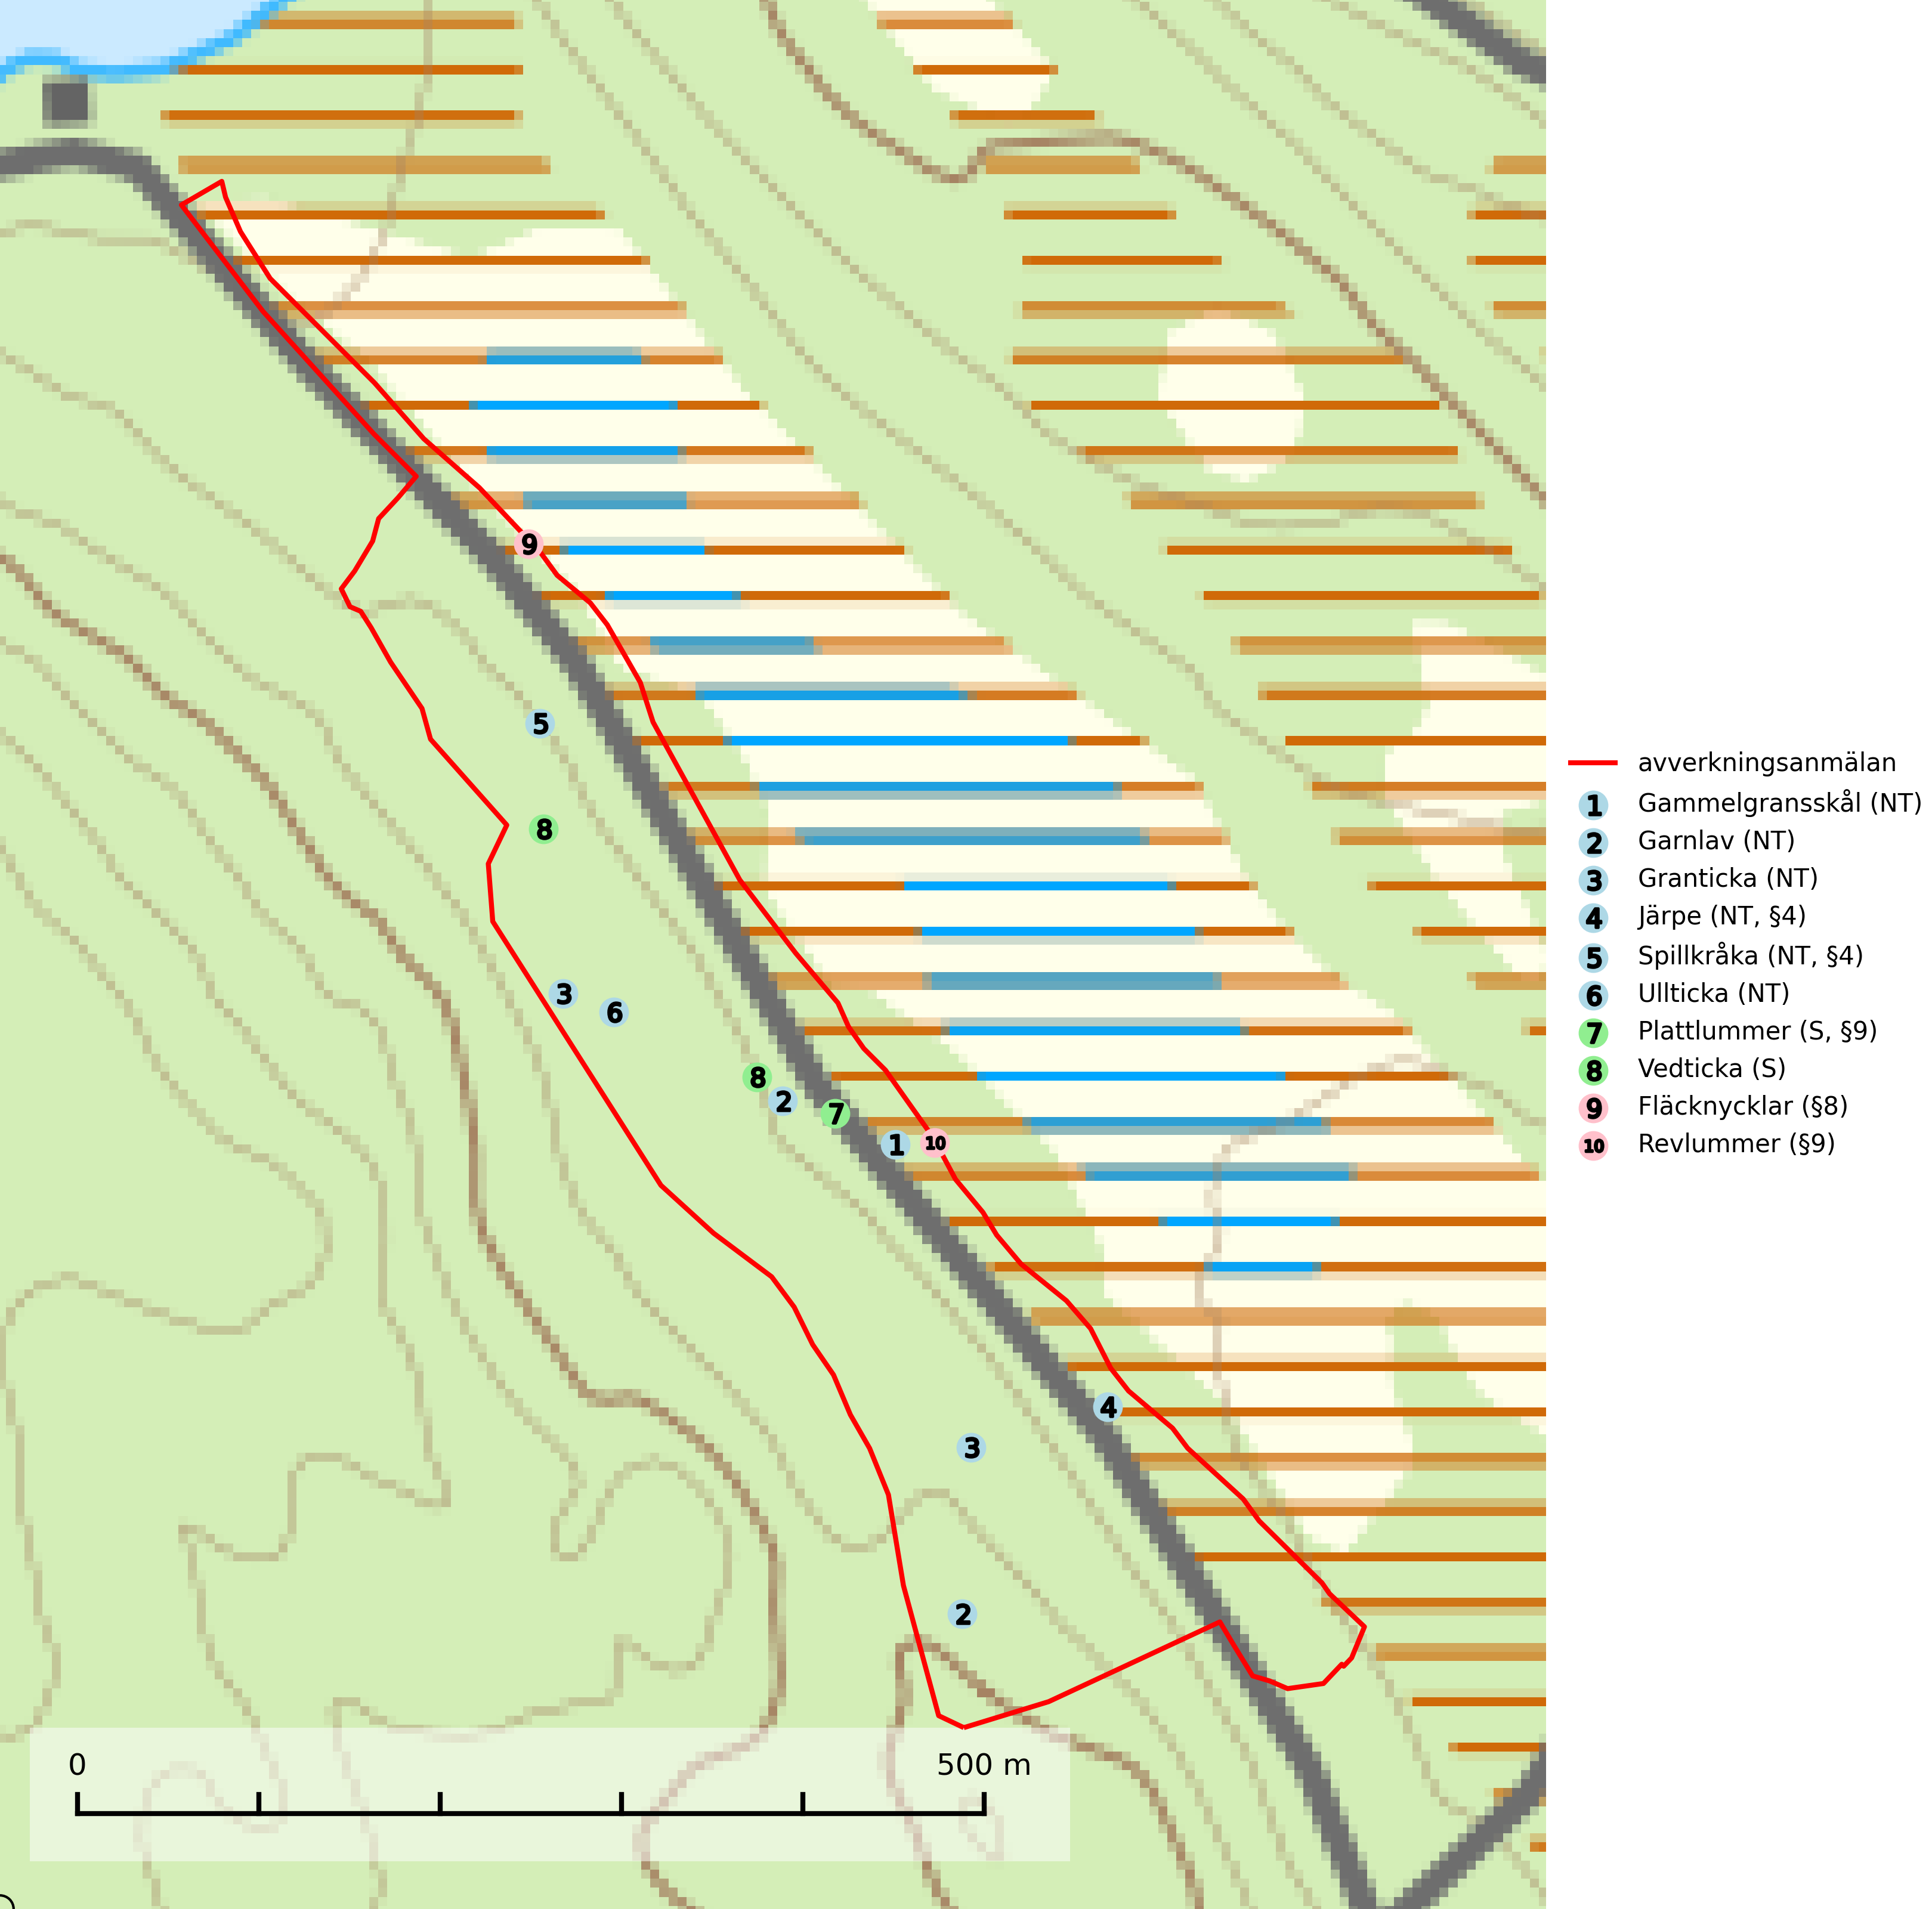 9
5
8
3
6
8
2
7
1
10
4
3
2
0
500 m
avverkningsanmälan
1 Gammelgransskål (NT)
2 Garnlav (NT)
3 Granticka (NT)
4 Järpe (NT, §4)
5 Spillkråka (NT, §4)
6 Ullticka (NT)
7 Plattlummer (S, §9)
8 Vedticka (S)
9 Fläcknycklar (§8)
10 Revlummer (§9)